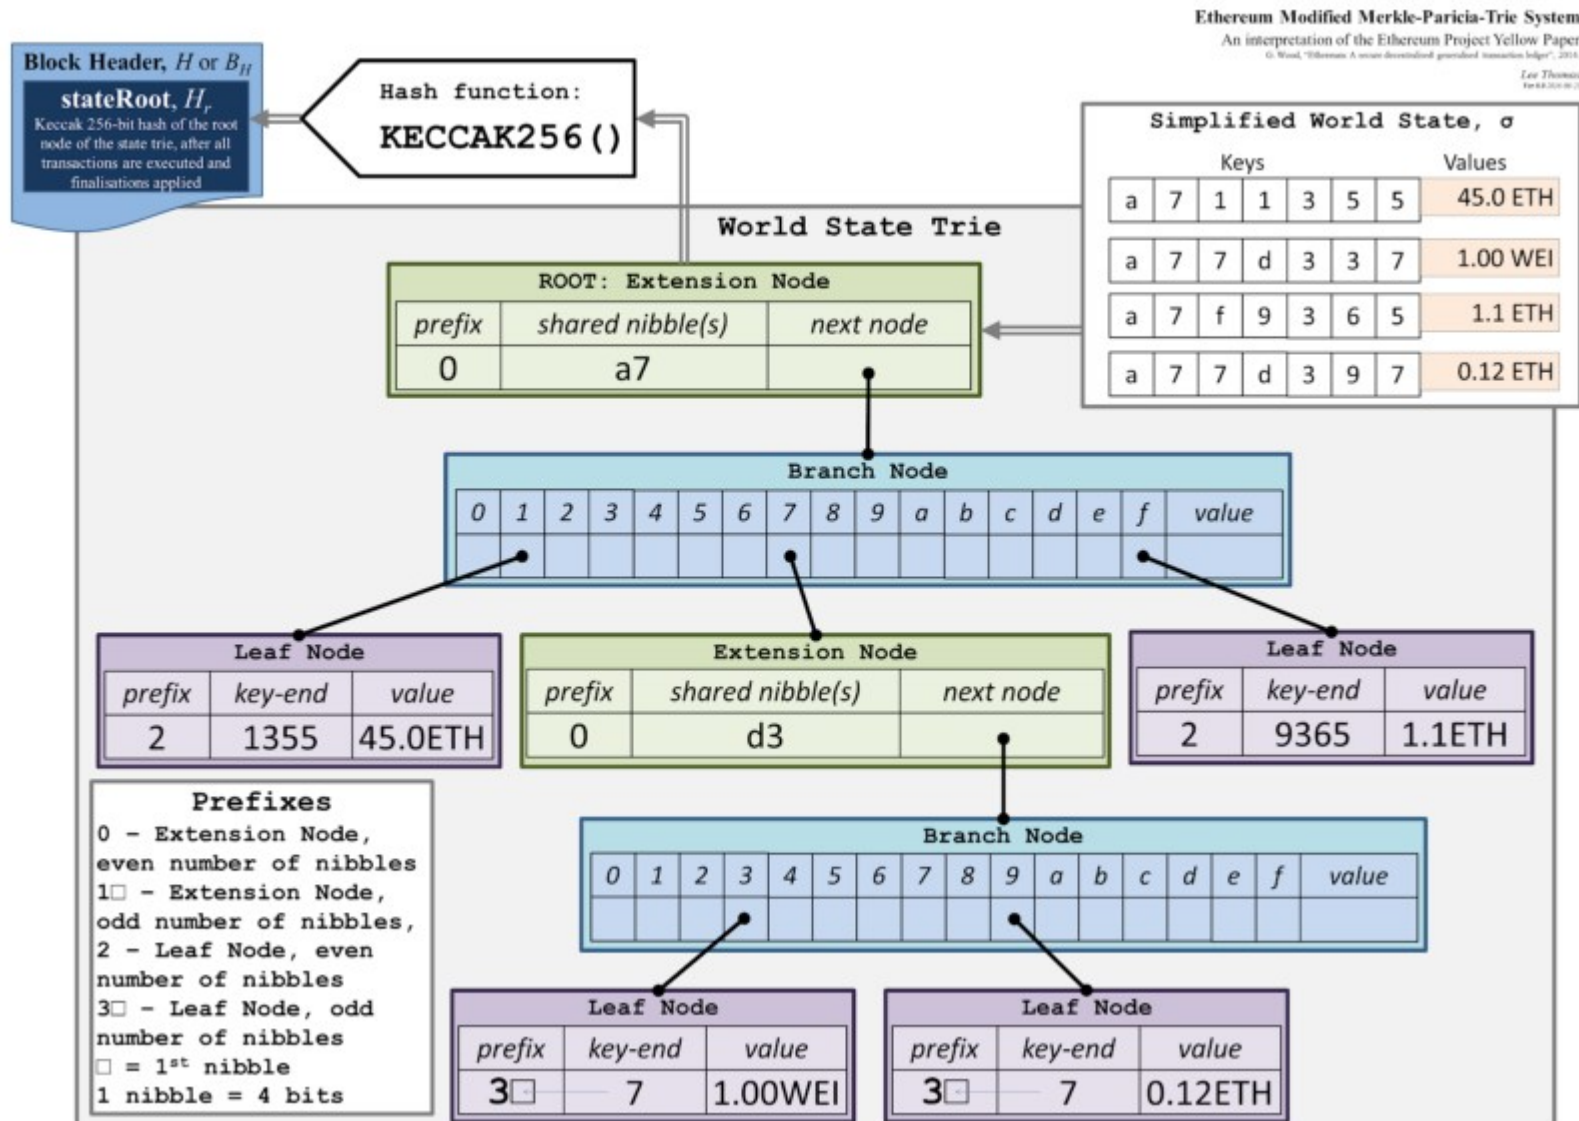 Ethereum Modified Merkle-Paricia-Trie System
An interpretation of the Ethereum Project Yellow Paper
G. Wood, "Ethereum: A secure decentralised generalised transaction ledger", 2014
Lee Thomas
Block Header, H or B_H
stateRoot, H_r
Keccak 256-bit hash of the root
node of the state trie, after all
transactions are executed and
finalisations applied
Hash function:
KECCAK256()
Simplified World State, σ
Keys Values
a 7 1 1 3 5 5 45.0 ETH
a 7 7 d 3 3 7 1.00 WEI
a 7 f 9 3 6 5 1.1 ETH
a 7 7 d 3 9 7 0.12 ETH
World State Trie
ROOT: Extension Node
prefix shared nibble(s) next node
0 a7
Branch Node
0 1 2 3 4 5 6 7 8 9 a b c d e f value
Leaf Node
prefix key-end value
2 1355 45.0ETH
Extension Node
prefix shared nibble(s) next node
0 d3
Leaf Node
prefix key-end value
2 9365 1.1ETH
Prefixes
0 - Extension Node,
even number of nibbles
1□ - Extension Node,
odd number of nibbles,
2 - Leaf Node, even
number of nibbles
3□ - Leaf Node, odd
number of nibbles
□ = 1st nibble
1 nibble = 4 bits
Branch Node
0 1 2 3 4 5 6 7 8 9 a b c d e f value
Leaf Node
prefix key-end value
3□ 7 1.00WEI
Leaf Node
prefix key-end value
3□ 7 0.12ETH